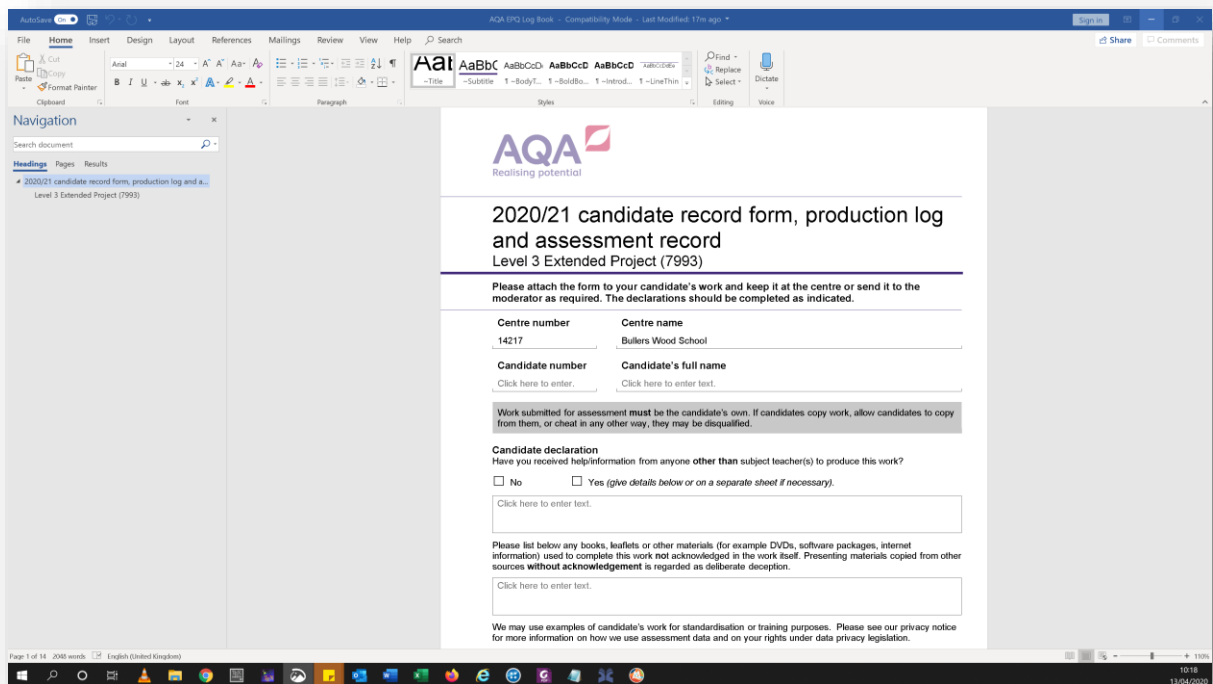 AutoSave On
AQA EPQ Log Book - Compatibility Mode - Last Modified: 17m ago
Sign in
File Home Insert Design Layout References Mailings Review View Help Search
Share Comments
Paste
Cut
Copy
Format Painter
Arial 24
Find
Replace
Select
Dictate
AaI AaBbC AaBbCcD AaBbCcD AaBbCcD AaBbCcDdEe
~Title ~Subtitle 1 ~BodyT... 1 ~BoldBo... 1 ~Introd... 1 ~LineThin
Clipboard Font Paragraph Styles Editing Voice
Navigation
Search document
Headings Pages Results
2020/21 candidate record form, production log and a...
Level 3 Extended Project (7993)
AQA
Realising potential
2020/21 candidate record form, production log
and assessment record
Level 3 Extended Project (7993)
Please attach the form to your candidate's work and keep it at the centre or send it to the
moderator as required. The declarations should be completed as indicated.
Centre number Centre name
14217 Bullers Wood School
Candidate number Candidate's full name
Click here to enter. Click here to enter text.
Work submitted for assessment must be the candidate's own. If candidates copy work, allow candidates to copy
from them, or cheat in any other way, they may be disqualified.
Candidate declaration
Have you received help/information from anyone other than subject teacher(s) to produce this work?
No Yes (give details below or on a separate sheet if necessary).
Click here to enter text.
Please list below any books, leaflets or other materials (for example DVDs, software packages, internet
information) used to complete this work not acknowledged in the work itself. Presenting materials copied from other
sources without acknowledgement is regarded as deliberate deception.
Click here to enter text.
We may use examples of candidate's work for standardisation or training purposes. Please see our privacy notice
for more information on how we use assessment data and on your rights under data privacy legislation.
Page 1 of 14 2048 words English (United Kingdom)
110%
10:18
13/04/2020